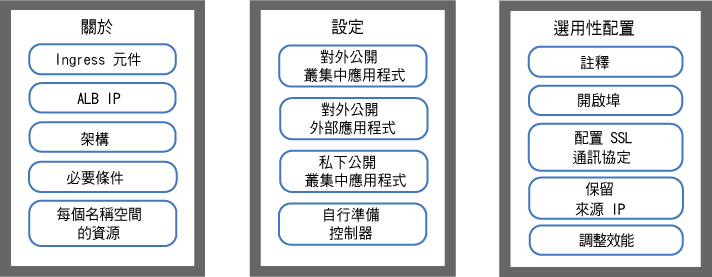 關於
Ingress 元件
ALB IP
架構
必要條件
每個名稱空間
的資源
設定
對外公開
叢集中應用程式
對外公開
外部應用程式
私下公開
叢集中應用程式
自行準備
控制器
選用性配置
註釋
開啟埠
配置 SSL
通訊協定
保留
來源 IP
調整效能